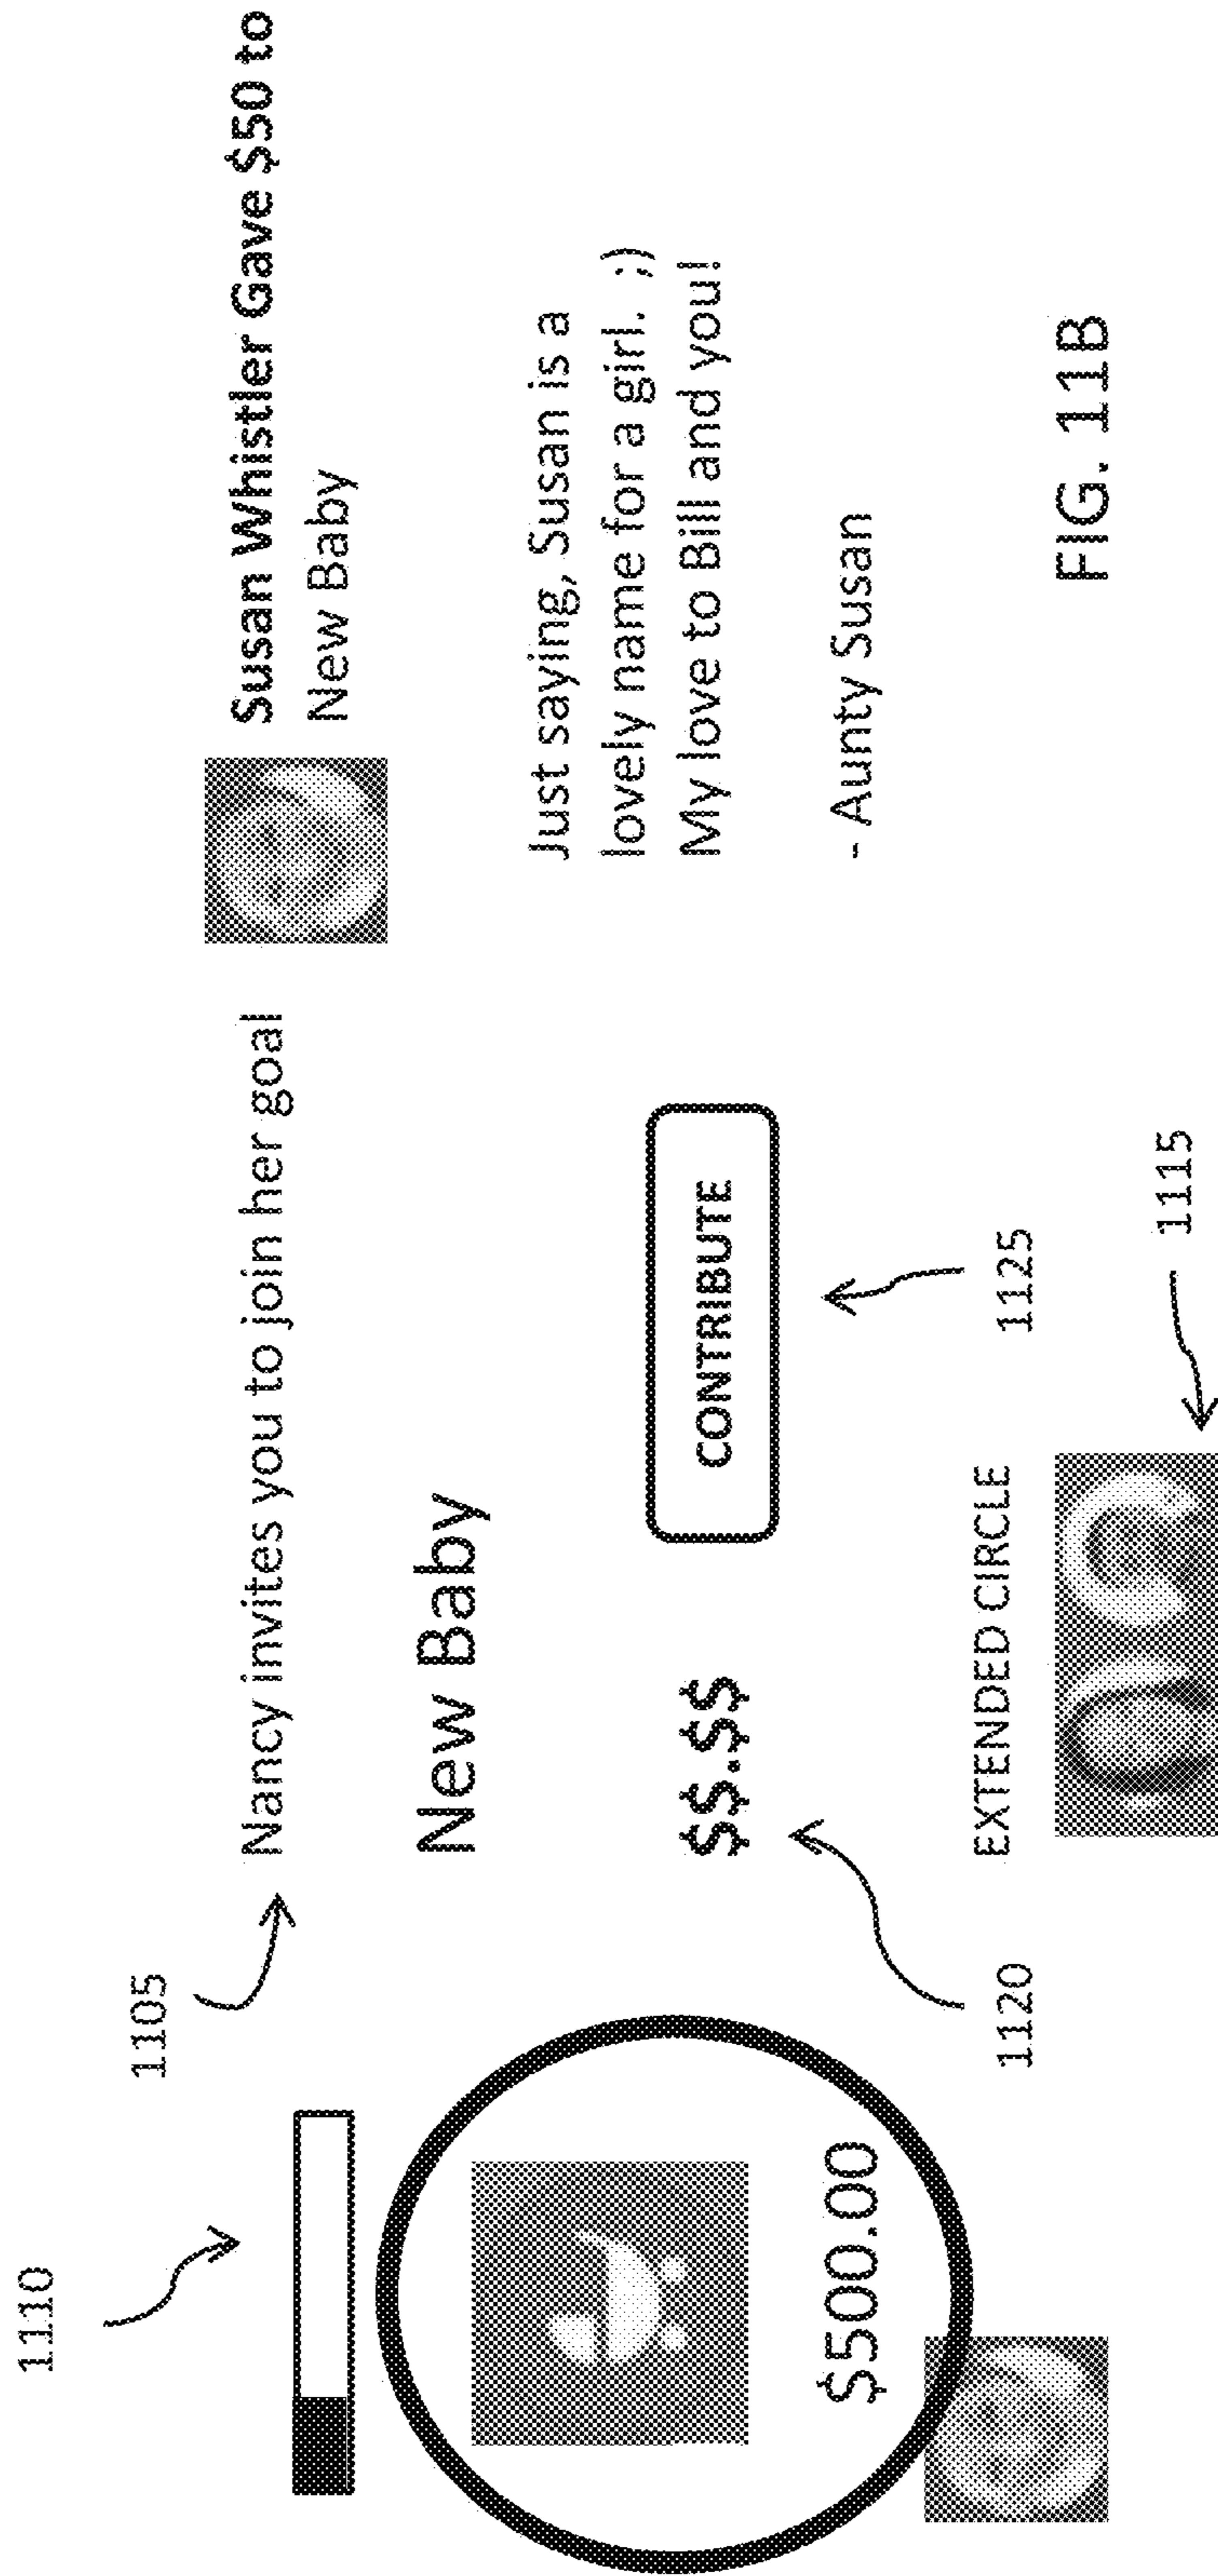 1110
1105
Nancy invites you to join her goal
New Baby
$$.$$
CONTRIBUTE
$500.00
1120
1125
EXTENDED CIRCLE
1115
Susan Whistler Gave $50 to
New Baby
Just saying, Susan is a
lovely name for a girl. ;)
My love to Bill and you!
- Aunty Susan
FIG. 11B